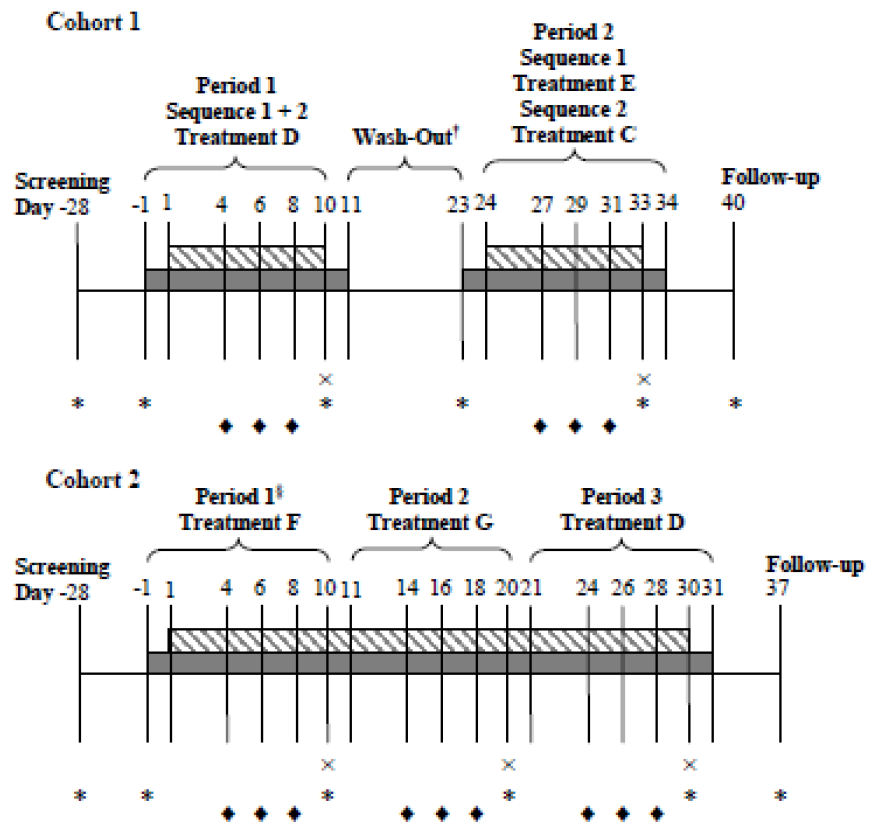 Cohort 1
Period 1
Sequence 1 + 2
Treatment D
Wash-Out†
Period 2
Sequence 1
Treatment E
Sequence 2
Treatment C
Screening
Day -28
Follow-up
-1 1 4 6 8 10 11 23 24 27 29 31 33 34 40
× ×
* * * * * *
◆ ◆ ◆ ◆ ◆ ◆
Cohort 2
Period 1§
Treatment F
Period 2
Treatment G
Period 3
Treatment D
Screening
Day -28
Follow-up
-1 1 4 6 8 10 11 14 16 18 20 21 24 26 28 30 31 37
× × ×
* * * * * *
◆ ◆ ◆ ◆ ◆ ◆ ◆ ◆ ◆